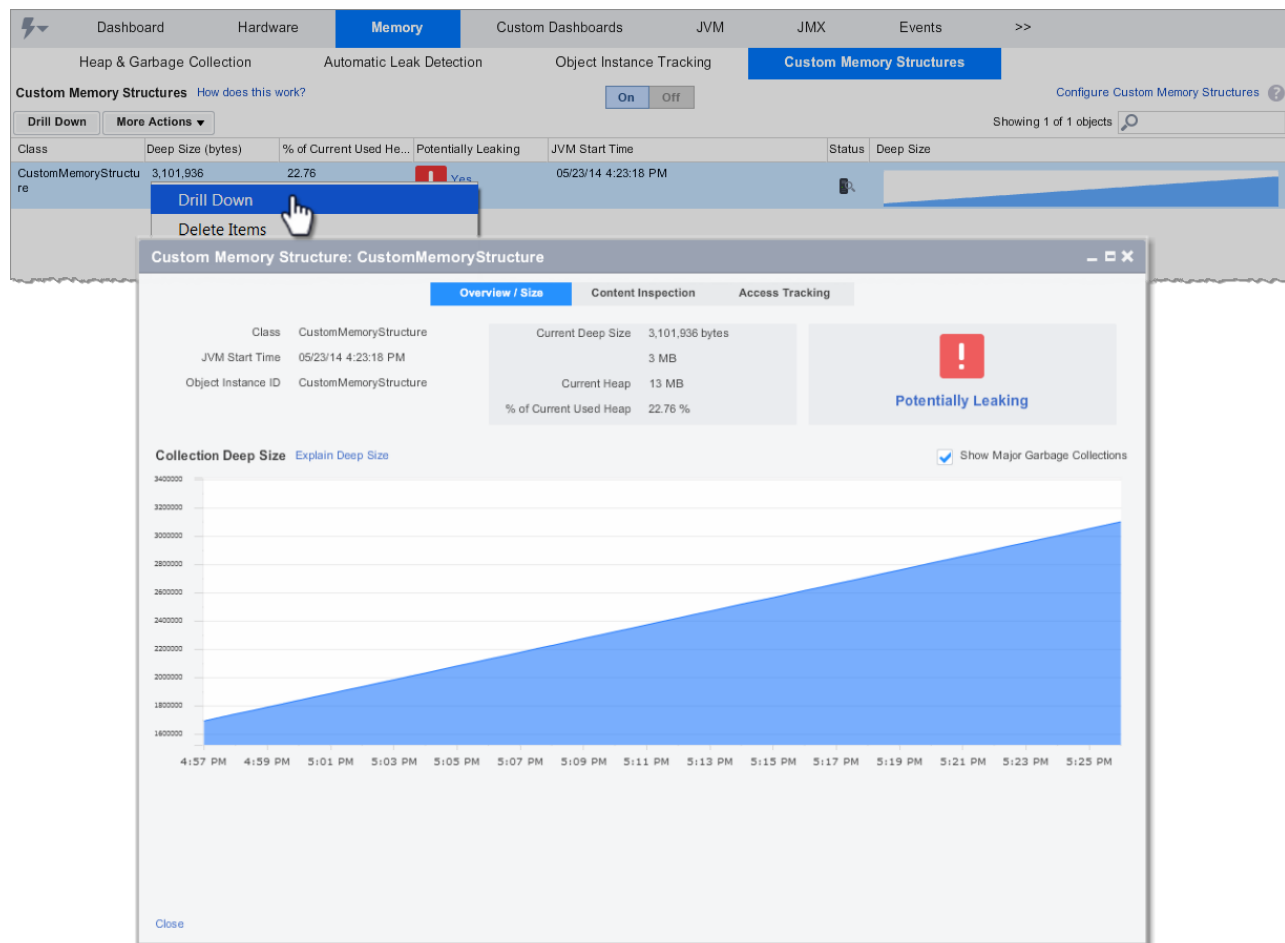 Dashboard Hardware Memory Custom Dashboards JVM JMX Events >>
Heap & Garbage Collection Automatic Leak Detection Object Instance Tracking Custom Memory Structures
Custom Memory Structures How does this work? On Off Configure Custom Memory Structures ?
Drill Down More Actions Showing 1 of 1 objects
Class Deep Size (bytes) % of Current Used He... Potentially Leaking JVM Start Time Status Deep Size
CustomMemoryStructu 3,101,936 22.76 ! Yes 05/23/14 4:23:18 PM
re
Drill Down
Delete Items
Custom Memory Structure: CustomMemoryStructure
Overview / Size Content Inspection Access Tracking
Class CustomMemoryStructure Current Deep Size 3,101,936 bytes
JVM Start Time 05/23/14 4:23:18 PM 3 MB
Object Instance ID CustomMemoryStructure Current Heap 13 MB
% of Current Used Heap 22.76 %
!
Potentially Leaking
Collection Deep Size Explain Deep Size Show Major Garbage Collections
3400000
3200000
3000000
2800000
2600000
2400000
2200000
2000000
1800000
1600000
4:57 PM 4:59 PM 5:01 PM 5:03 PM 5:05 PM 5:07 PM 5:09 PM 5:11 PM 5:13 PM 5:15 PM 5:17 PM 5:19 PM 5:21 PM 5:23 PM 5:25 PM
Close